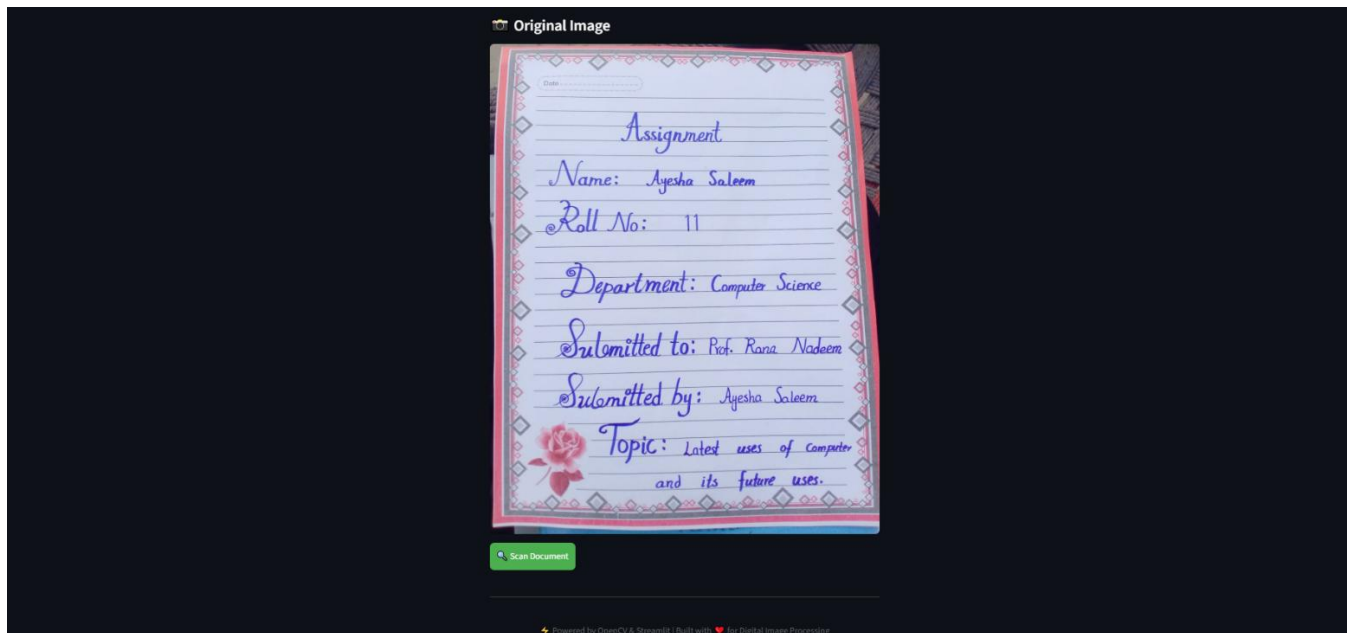 Original Image
Date
Assignment
Name: Ayesha Saleem
Roll No: 11
Department: Computer Science
Submitted to: Prof. Rana Nadeem
Submitted by: Ayesha Saleem
Topic: Latest uses of Computer
and its future uses.
Scan Document
Powered by OpenCV & Streamlit | Built with ❤️ for Digital Image Processing